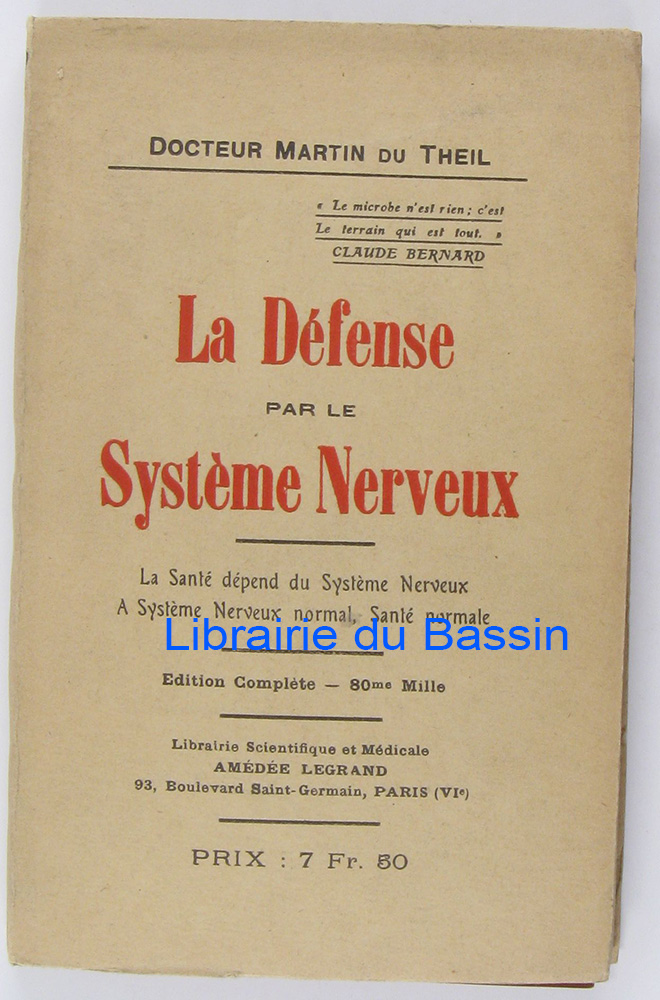 DOCTEUR MARTIN DU THEIL
« Le microbe n'est rien ; c'est
Le terrain qui est tout. »
CLAUDE BERNARD
La Défense
PAR LE
Système Nerveux
La Santé dépend du Système Nerveux
A Système Nerveux normal, Santé normale
Librairie du Bassin
Edition Complète — 80me Mille
Librairie Scientifique et Médicale
AMÉDÉE LEGRAND
93, Boulevard Saint-Germain, PARIS (VIe)
PRIX : 7 Fr. 50